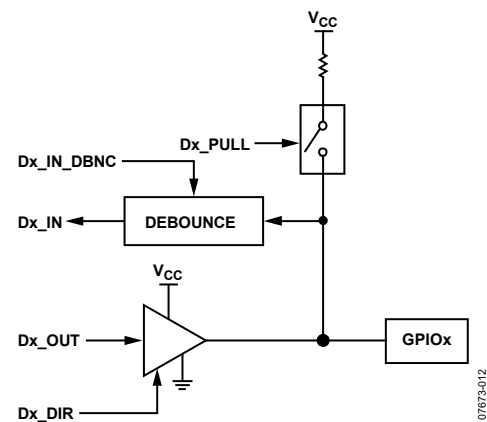 VCC
Dx_PULL
Dx_IN_DBNC
Dx_IN
DEBOUNCE
VCC
Dx_OUT
GPIOx
Dx_DIR
07673-012